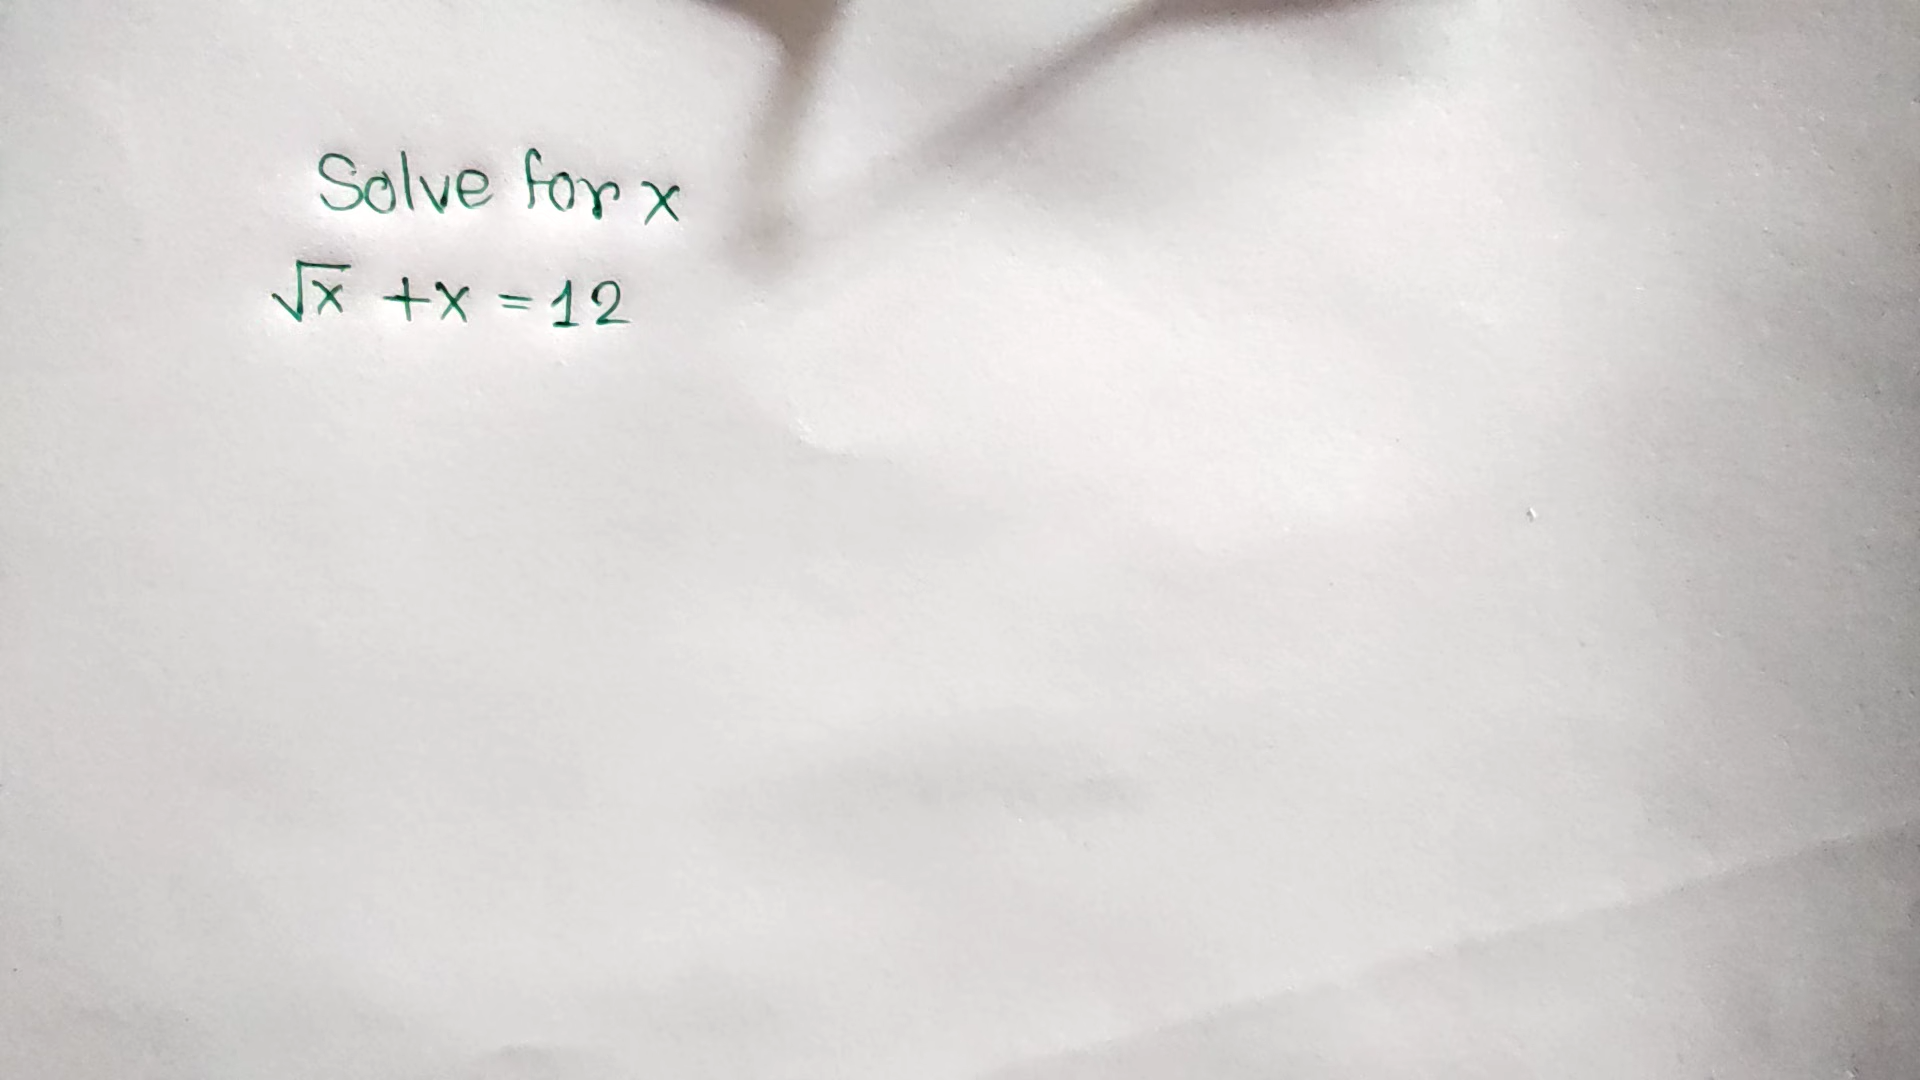 Solve for x
√x + x = 12